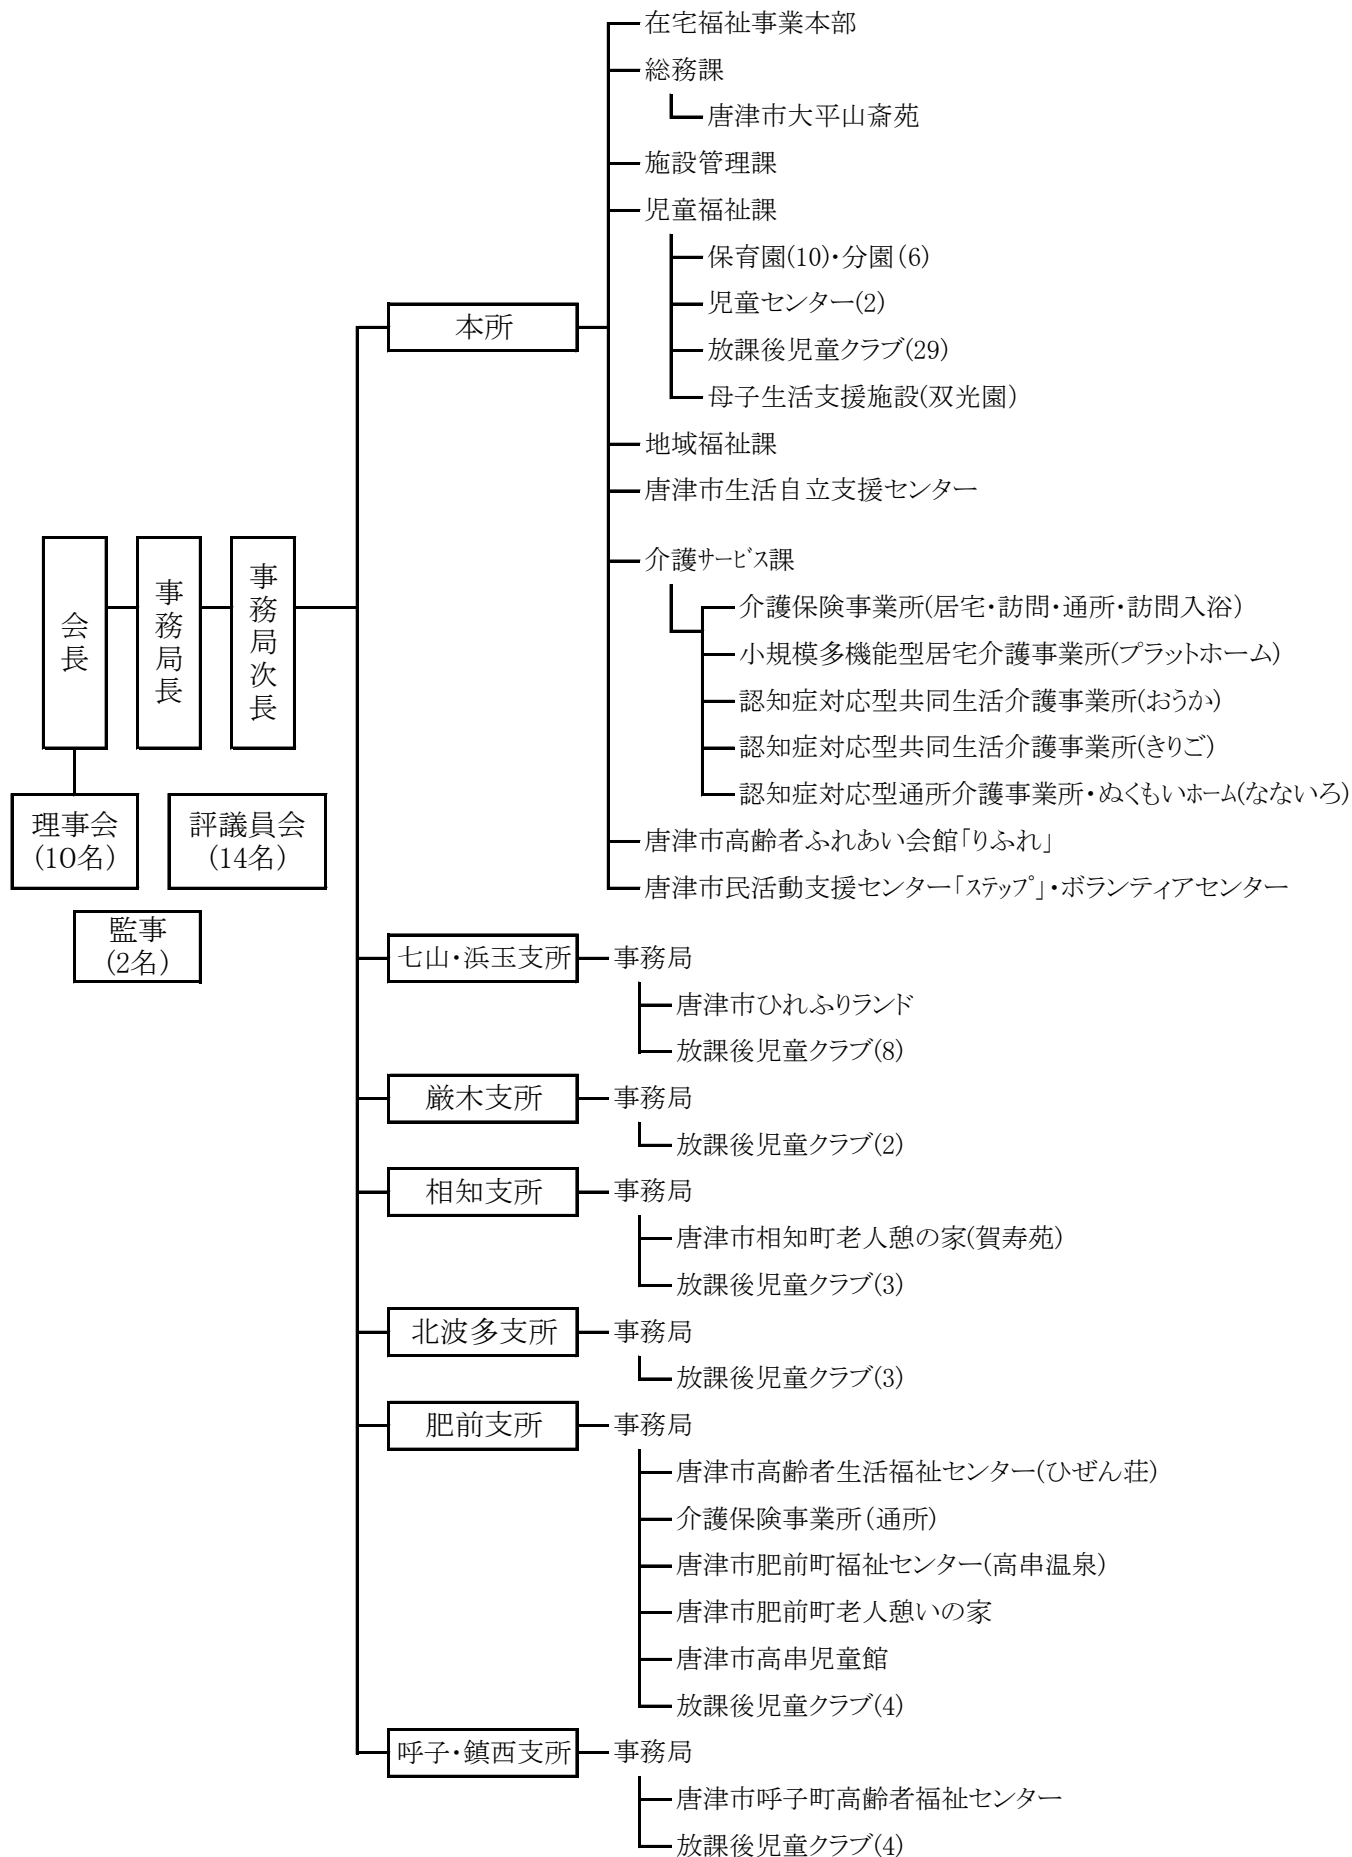 在宅福祉事業本部
総務課
唐津市大平山斎苑
施設管理課
児童福祉課
保育園(10)・分園(6)
児童センター(2)
放課後児童クラブ(29)
母子生活支援施設(双光園)
本所
地域福祉課
唐津市生活自立支援センター
会長
事務局長
事務局次長
介護ｻｰﾋﾞｽ課
介護保険事業所(居宅・訪問・通所・訪問入浴)
小規模多機能型居宅介護事業所(プラットホーム)
認知症対応型共同生活介護事業所(おうか)
認知症対応型共同生活介護事業所(きりご)
認知症対応型通所介護事業所・ぬくもいﾎｰﾑ(なないろ)
理事会
(10名)
評議員会
(14名)
監事
(2名)
唐津市高齢者ふれあい会館「りふれ」
唐津市民活動支援センター「ｽﾃｯﾌﾟ」・ボランティアセンター
七山・浜玉支所
事務局
唐津市ひれふりランド
放課後児童クラブ(8)
厳木支所
事務局
放課後児童クラブ(2)
相知支所
事務局
唐津市相知町老人憩の家(賀寿苑)
放課後児童クラブ(3)
北波多支所
事務局
放課後児童クラブ(3)
肥前支所
事務局
唐津市高齢者生活福祉センター(ひぜん荘)
介護保険事業所(通所)
唐津市肥前町福祉センター(高串温泉)
唐津市肥前町老人憩いの家
唐津市高串児童館
放課後児童クラブ(4)
呼子・鎮西支所
事務局
唐津市呼子町高齢者福祉センター
放課後児童クラブ(4)